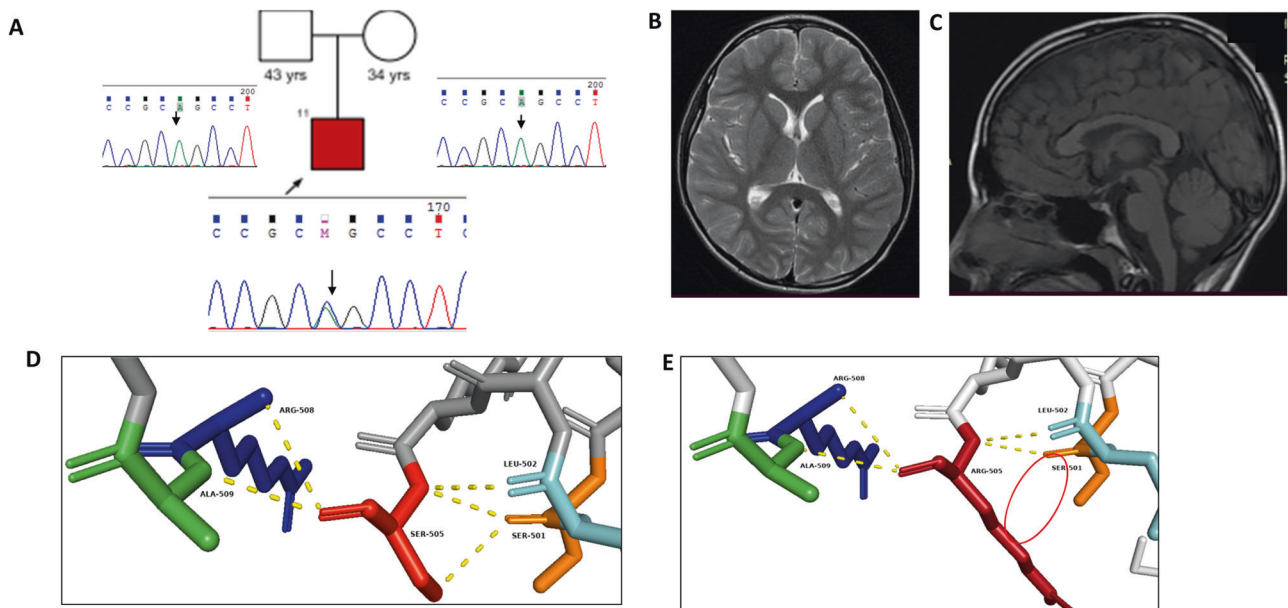 A
B
C
43 yrs
34 yrs
200
C C G C A G C C T
200
C C G C A G C C T
11
170
C C G C M G C C T
D
ARG-508
ALA-509
LEU-502
SER-505
SER-501
E
ARG-508
LEU-502
ALA-509
ARG-505
SER-501